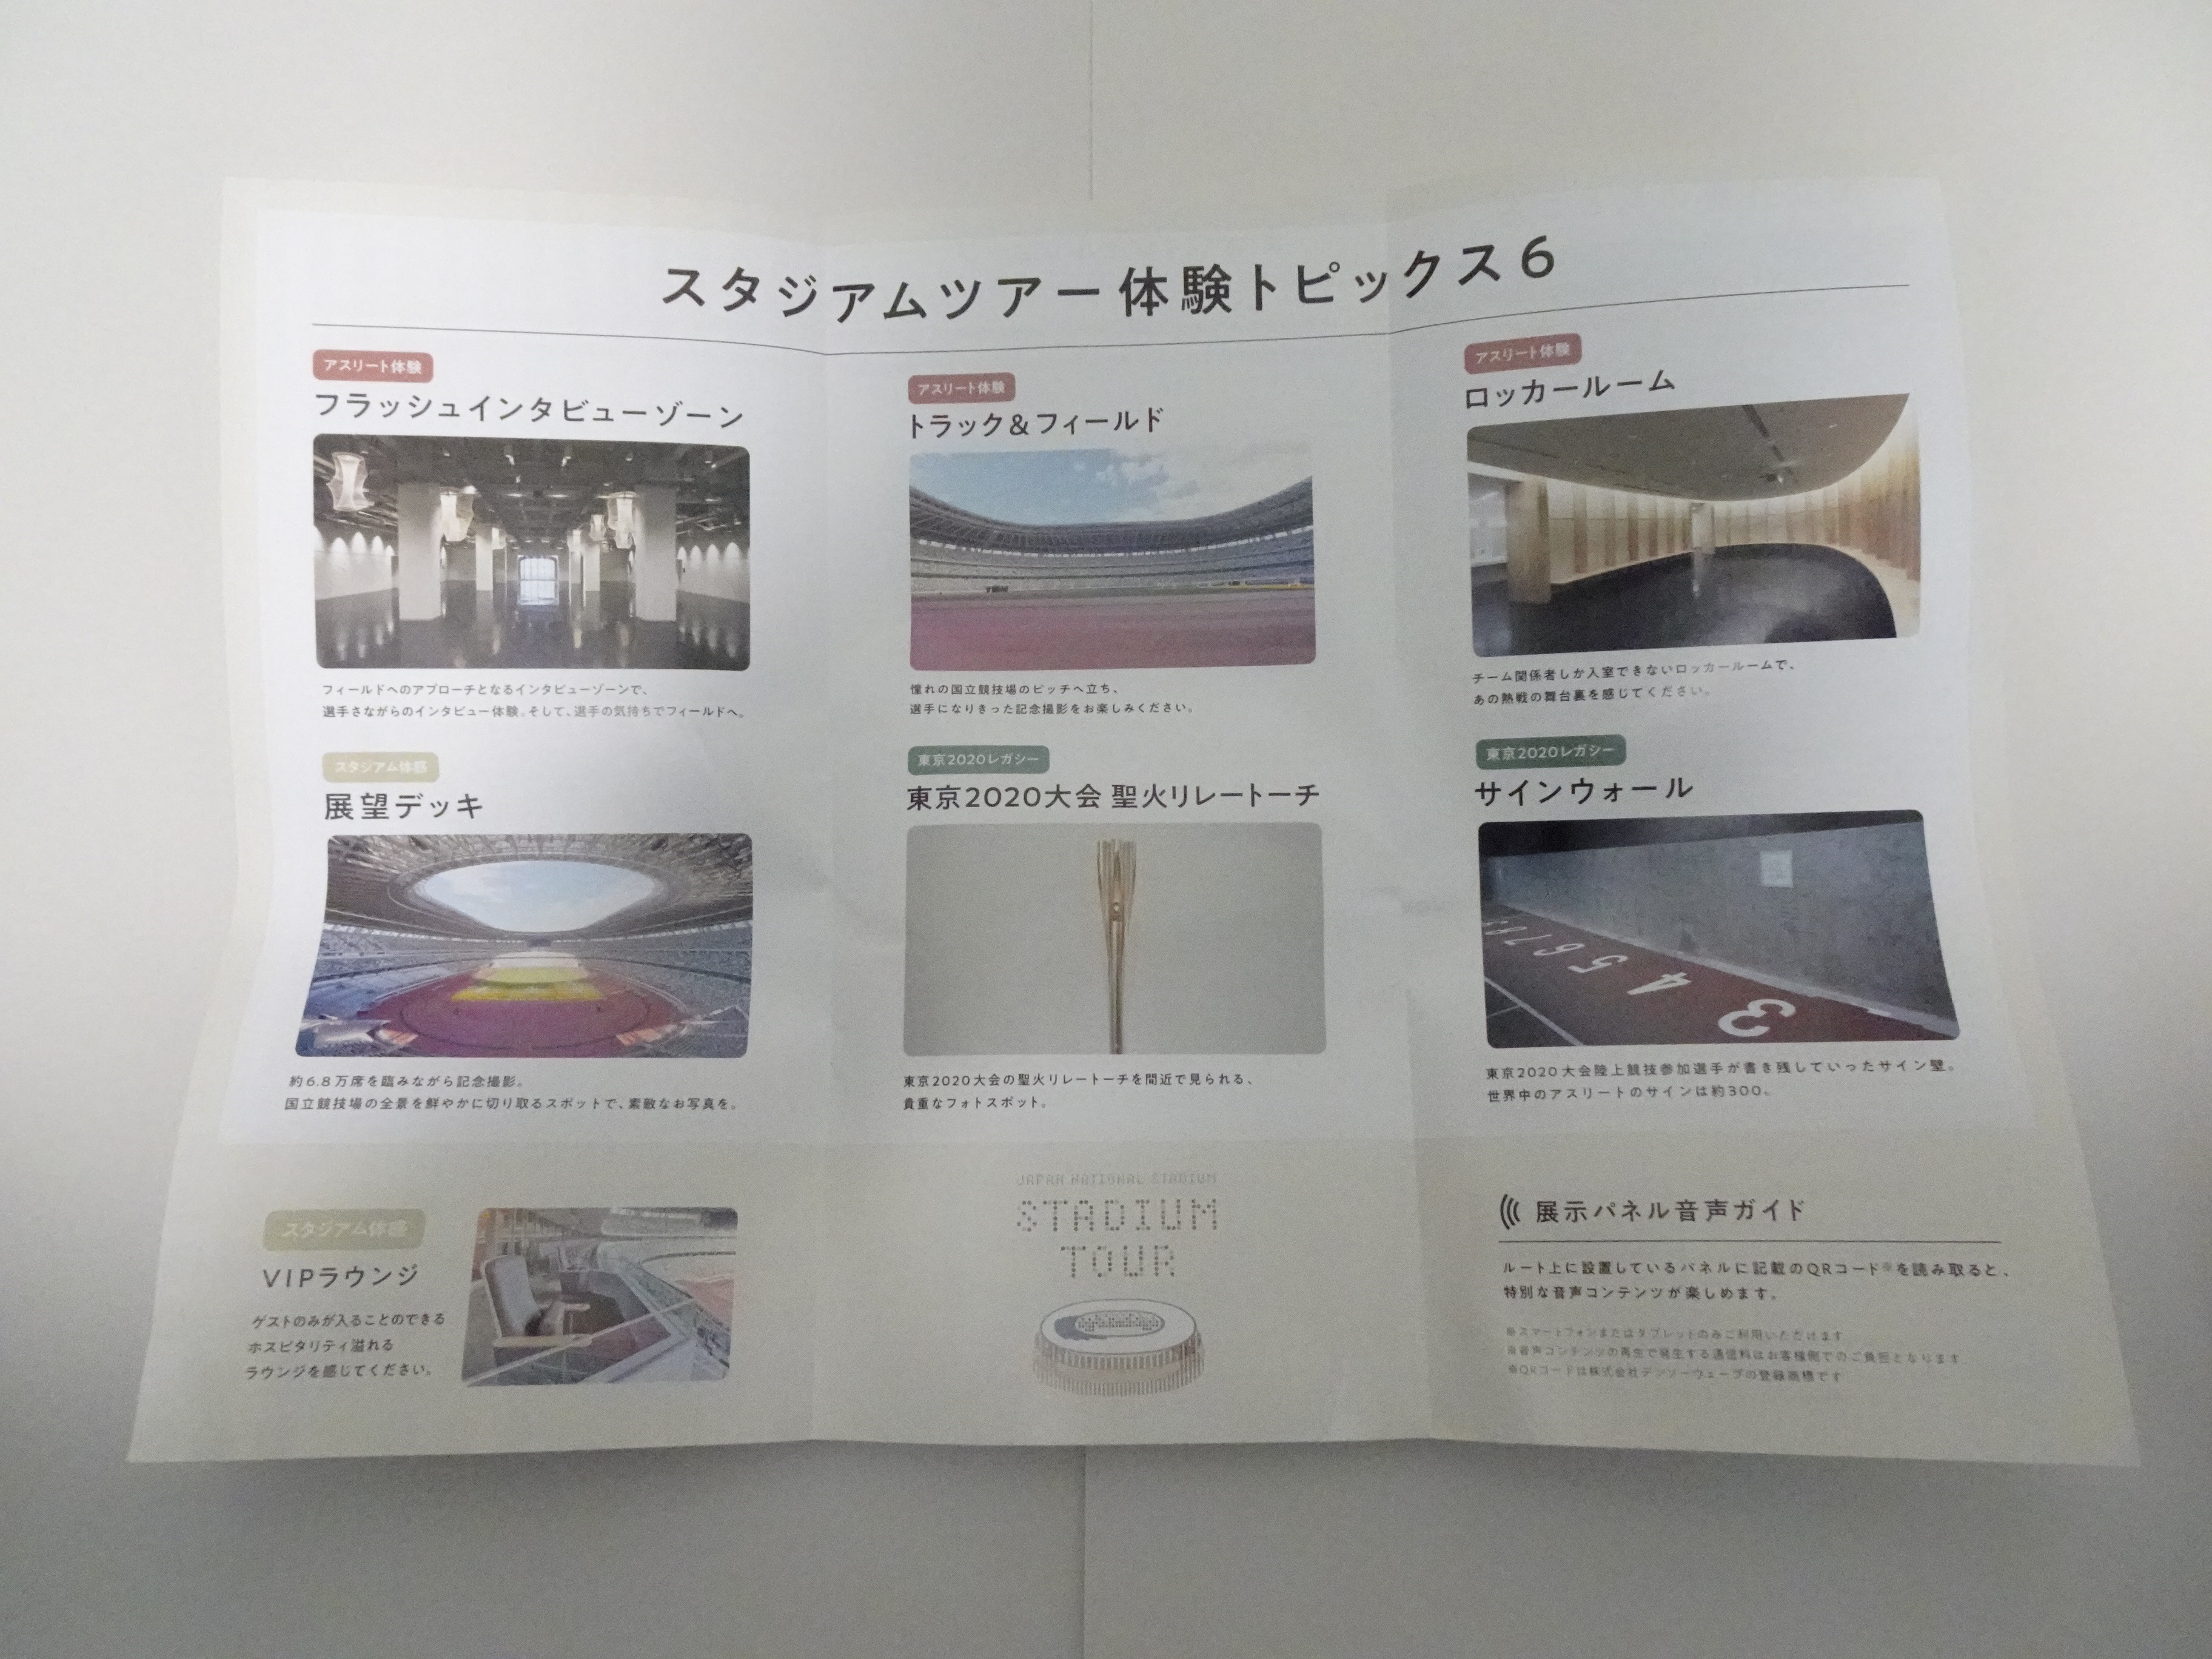 スタジアムツアー体験トピックス6
アスリート体験
フラッシュインタビューゾーン
フィールドへのアプローチとなるインタビューゾーンで、
選手さながらのインタビュー体験。そして、選手の気持ちでフィールドへ。
アスリート体験
トラック&フィールド
憧れの国立競技場のピッチへ立ち、
選手になりきった記念撮影をお楽しみください。
アスリート体験
ロッカールーム
チーム関係者しか入室できないロッカールームで、
あの熱戦の舞台裏を感じてください。
スタジアム体感
展望デッキ
約6.8万席を臨みながら記念撮影。
国立競技場の全景を鮮やかに切り取るスポットで、素敵なお写真を。
東京2020レガシー
東京2020大会 聖火リレートーチ
東京2020大会の聖火リレートーチを間近で見られる、
貴重なフォトスポット。
東京2020レガシー
サインウォール
3 4 5 6 7 8
東京2020大会陸上競技参加選手が書き残していったサイン壁。
世界中のアスリートのサインは約300。
スタジアム体感
VIPラウンジ
ゲストのみが入ることのできる
ホスピタリティ溢れる
ラウンジを感じてください。
JAPAN NATIONAL STADIUM
STADIUM
TOUR
展示パネル音声ガイド
ルート上に設置しているパネルに記載のQRコード※を読み取ると、
特別な音声コンテンツが楽しめます。
※スマートフォンまたはタブレットのみご利用いただけます
※音声コンテンツの再生で発生する通信料はお客様側でのご負担となります
※QRコードは株式会社デンソーウェーブの登録商標です